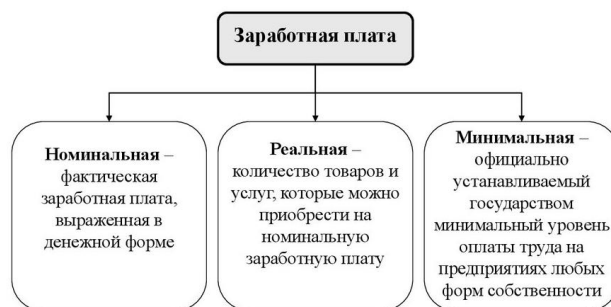 Заработная плата
Номинальная –
фактическая
заработная плата,
выраженная в
денежной форме
Реальная –
количество товаров и
услуг, которые можно
приобрести на
номинальную
заработную плату
Минимальная –
официально
устанавливаемый
государством
минимальный уровень
оплаты труда на
предприятиях любых
форм собственности